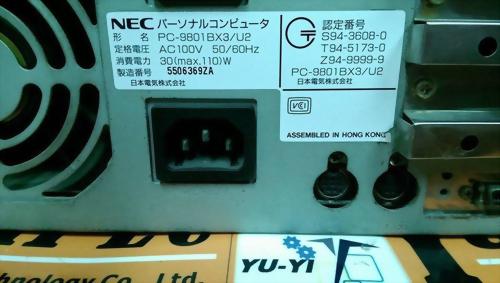 NEC パーソナルコンピュータ
形　名 PC-9801BX3/U2
定格電圧 AC100V 50/60Hz
消費電力 30(max.110)W
製造番号 5506369ZA
日本電気株式会社
認定番号
S94-3608-0
T94-5173-0
Z94-9999-9
PC-9801BX3/U2
日本電気株式会社
VCCI
ASSEMBLED IN HONG KONG
Technology Co., Ltd.
YU-YI